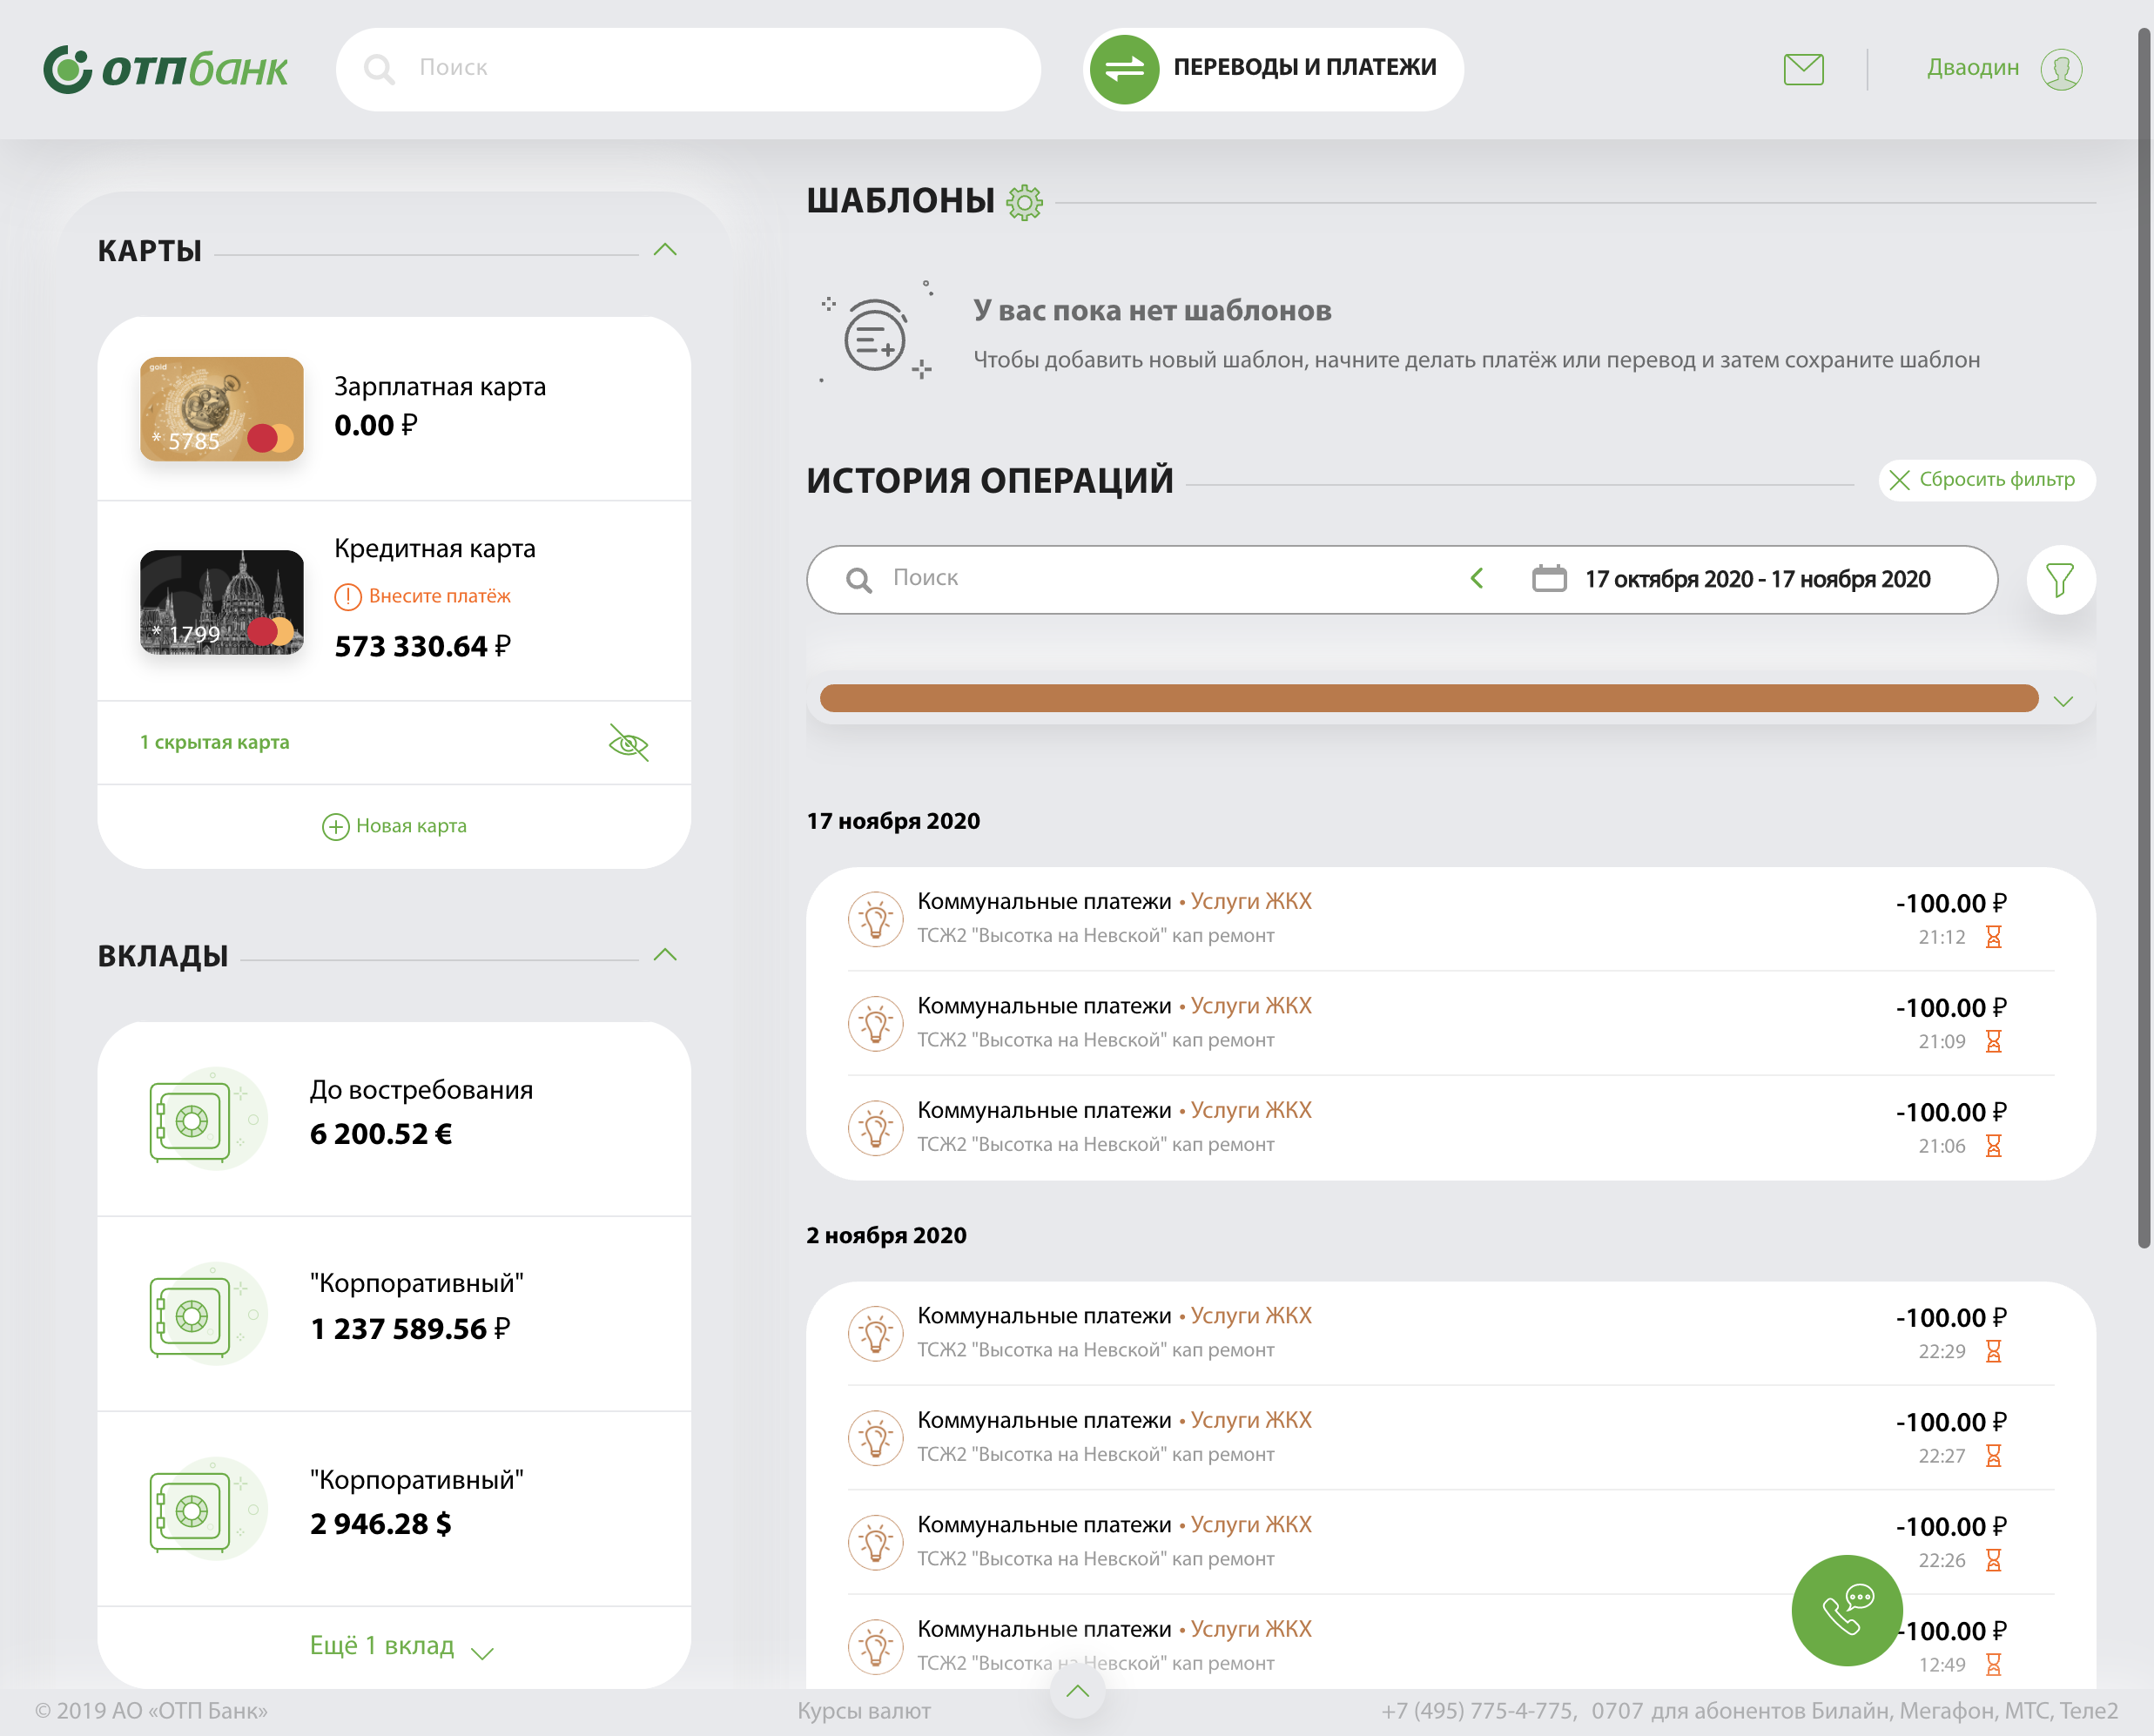 ОТПбанк
Поиск
ПЕРЕВОДЫ И ПЛАТЕЖИ
Дваодин
КАРТЫ
gold
* 5785
Зарплатная карта
0.00 ₽
* 1799
Кредитная карта
Внесите платёж
573 330.64 ₽
1 скрытая карта
Новая карта
ВКЛАДЫ
До востребования
6 200.52 €
"Корпоративный"
1 237 589.56 ₽
"Корпоративный"
2 946.28 $
Ещё 1 вклад
ШАБЛОНЫ
У вас пока нет шаблонов
Чтобы добавить новый шаблон, начните делать платёж или перевод и затем сохраните шаблон
ИСТОРИЯ ОПЕРАЦИЙ
Сбросить фильтр
Поиск
17 октября 2020 - 17 ноября 2020
17 ноября 2020
Коммунальные платежи • Услуги ЖКХ
-100.00 ₽
ТСЖ2 "Высотка на Невской" кап ремонт
21:12
Коммунальные платежи • Услуги ЖКХ
-100.00 ₽
ТСЖ2 "Высотка на Невской" кап ремонт
21:09
Коммунальные платежи • Услуги ЖКХ
-100.00 ₽
ТСЖ2 "Высотка на Невской" кап ремонт
21:06
2 ноября 2020
Коммунальные платежи • Услуги ЖКХ
-100.00 ₽
ТСЖ2 "Высотка на Невской" кап ремонт
22:29
Коммунальные платежи • Услуги ЖКХ
-100.00 ₽
ТСЖ2 "Высотка на Невской" кап ремонт
22:27
Коммунальные платежи • Услуги ЖКХ
-100.00 ₽
ТСЖ2 "Высотка на Невской" кап ремонт
22:26
Коммунальные платежи • Услуги ЖКХ
-100.00 ₽
ТСЖ2 "Высотка на Невской" кап ремонт
12:49
© 2019 АО «ОТП Банк»
Курсы валют
+7 (495) 775-4-775, 0707 для абонентов Билайн, Мегафон, МТС, Теле2